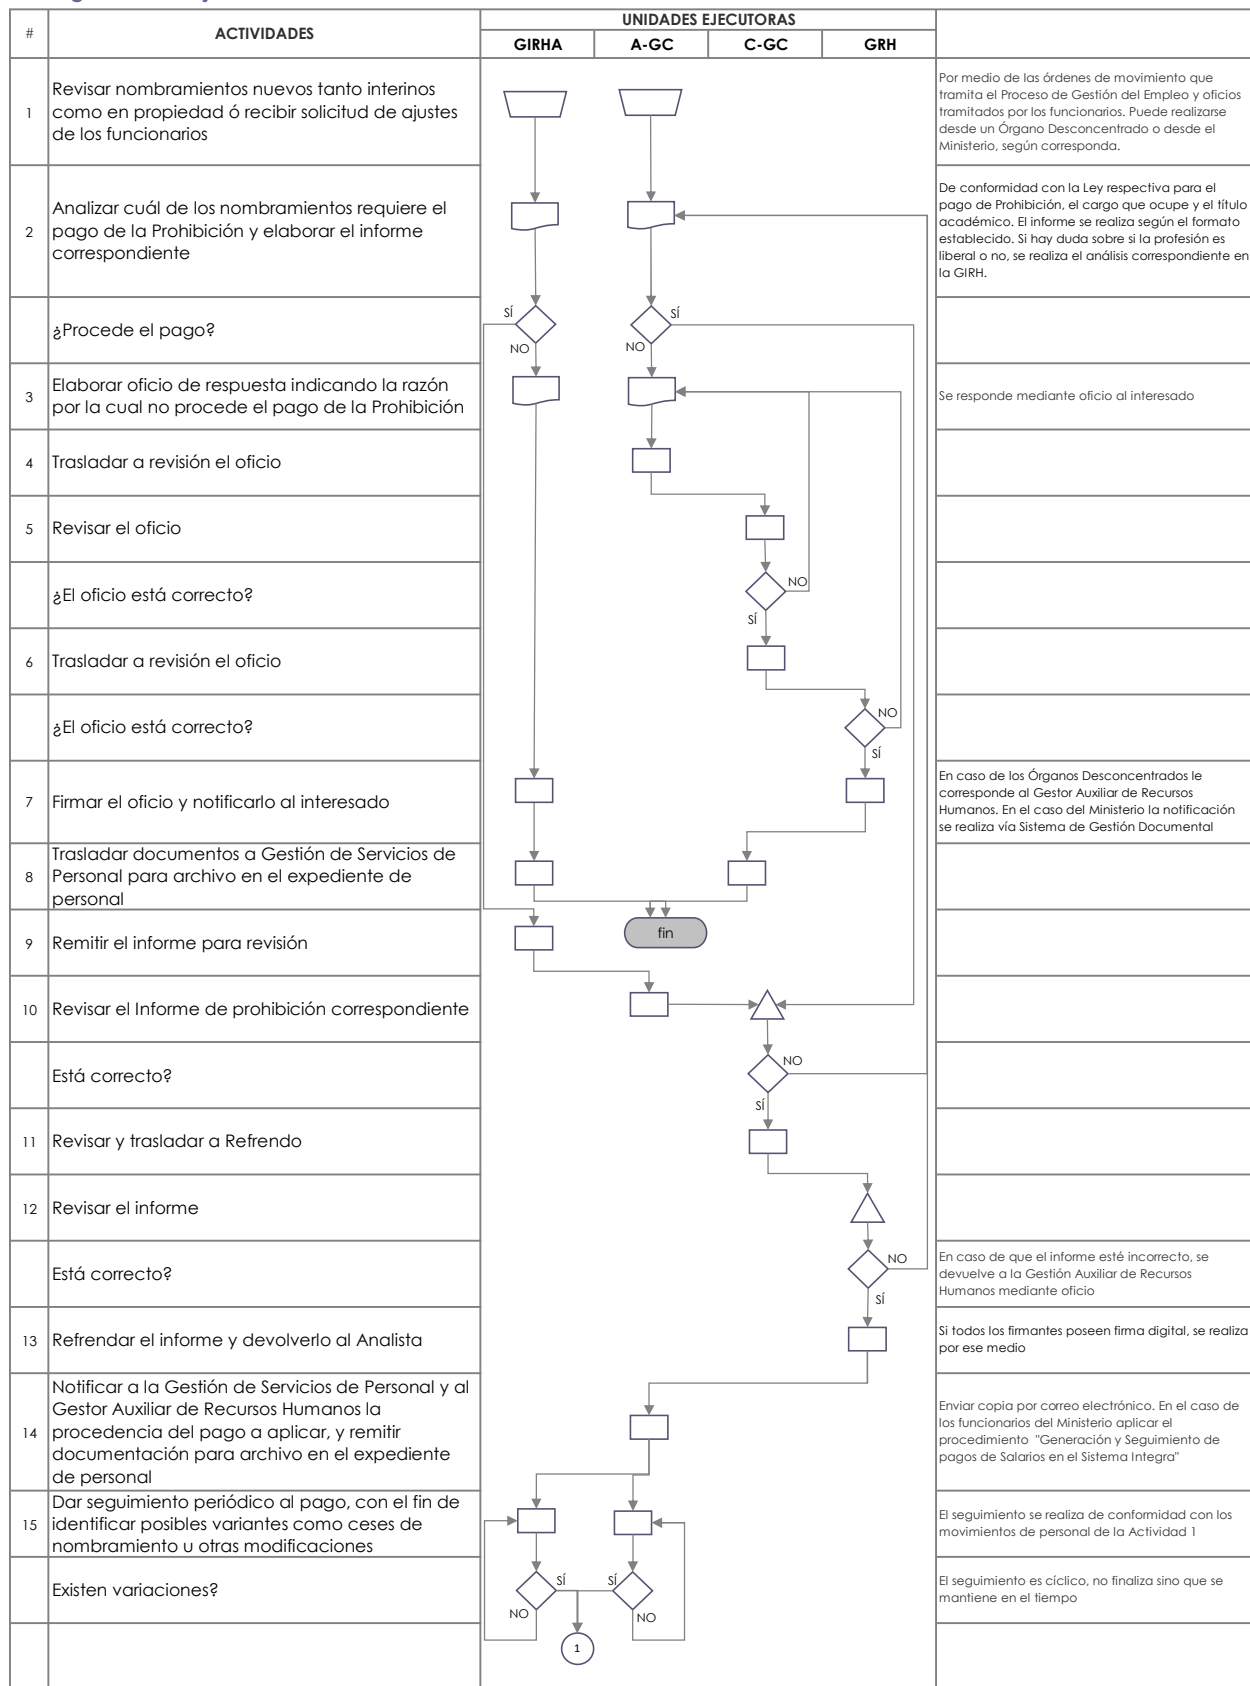 #
ACTIVIDADES
UNIDADES EJECUTORAS
GIRHA
A-GC
C-GC
GRH
1
Revisar nombramientos nuevos tanto interinos
como en propiedad ó recibir solicitud de ajustes
de los funcionarios
Por medio de las órdenes de movimiento que
tramita el Proceso de Gestión del Empleo y oficios
tramitados por los funcionarios. Puede realizarse
desde un Órgano Desconcentrado o desde el
Ministerio, según corresponda.
2
Analizar cuál de los nombramientos requiere el
pago de la Prohibición y elaborar el informe
correspondiente
De conformidad con la Ley respectiva para el
pago de Prohibición, el cargo que ocupe y el título
académico. El informe se realiza según el formato
establecido. Si hay duda sobre si la profesión es
liberal o no, se realiza el análisis correspondiente en
la GIRH.
¿Procede el pago?
SÍ
NO
SÍ
NO
3
Elaborar oficio de respuesta indicando la razón
por la cual no procede el pago de la Prohibición
Se responde mediante oficio al interesado
4
Trasladar a revisión el oficio
5
Revisar el oficio
¿El oficio está correcto?
NO
SÍ
6
Trasladar a revisión el oficio
¿El oficio está correcto?
NO
SÍ
7
Firmar el oficio y notificarlo al interesado
En caso de los Órganos Desconcentrados le
corresponde al Gestor Auxiliar de Recursos
Humanos. En el caso del Ministerio la notificación
se realiza vía Sistema de Gestión Documental
8
Trasladar documentos a Gestión de Servicios de
Personal para archivo en el expediente de
personal
fin
9
Remitir el informe para revisión
10
Revisar el Informe de prohibición correspondiente
Está correcto?
NO
SÍ
11
Revisar y trasladar a Refrendo
12
Revisar el informe
Está correcto?
NO
SÍ
En caso de que el informe esté incorrecto, se
devuelve a la Gestión Auxiliar de Recursos
Humanos mediante oficio
13
Refrendar el informe y devolverlo al Analista
Si todos los firmantes poseen firma digital, se realiza
por ese medio
14
Notificar a la Gestión de Servicios de Personal y al
Gestor Auxiliar de Recursos Humanos la
procedencia del pago a aplicar, y remitir
documentación para archivo en el expediente
de personal
Enviar copia por correo electrónico. En el caso de
los funcionarios del Ministerio aplicar el
procedimiento "Generación y Seguimiento de
pagos de Salarios en el Sistema Integra"
15
Dar seguimiento periódico al pago, con el fin de
identificar posibles variantes como ceses de
nombramiento u otras modificaciones
El seguimiento se realiza de conformidad con los
movimientos de personal de la Actividad 1
Existen variaciones?
SÍ
NO
SÍ
NO
El seguimiento es cíclico, no finaliza sino que se
mantiene en el tiempo
1